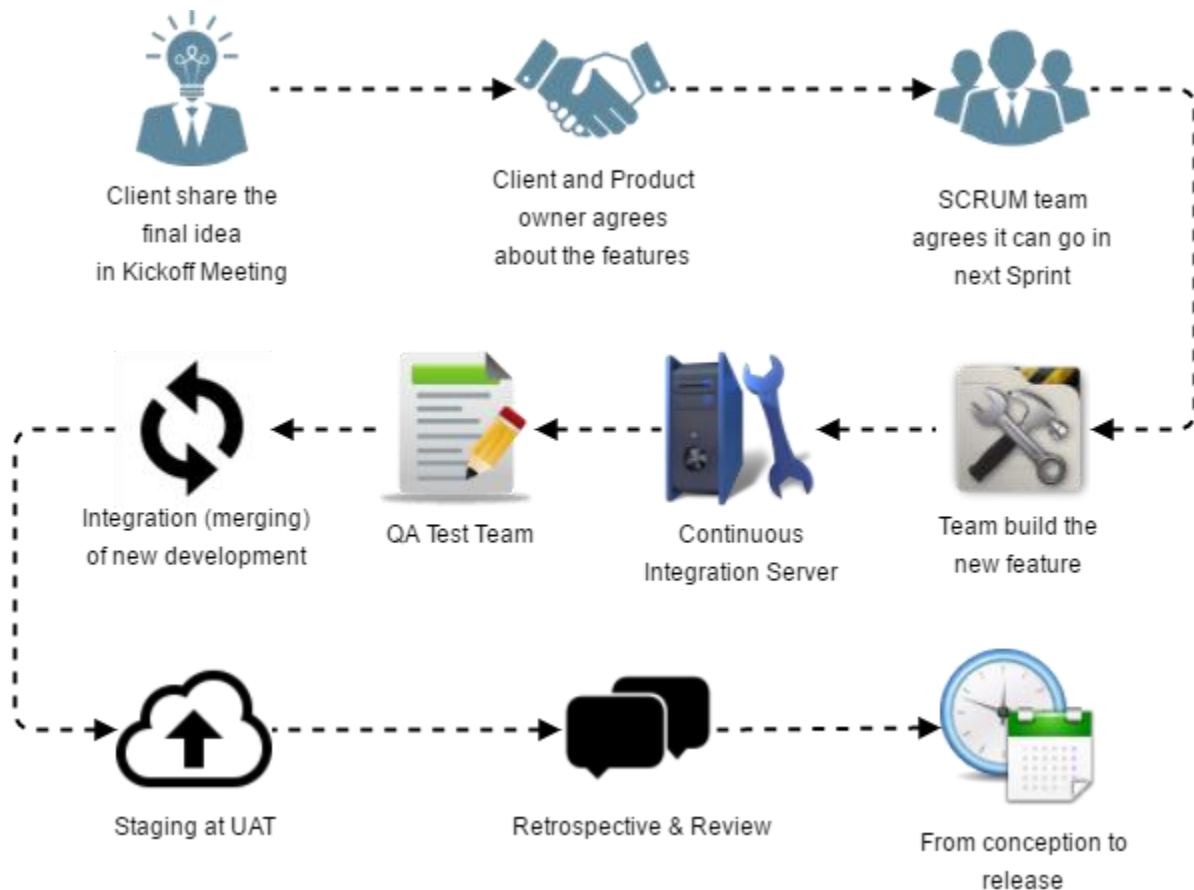 Client share the
final idea
in Kickoff Meeting
Client and Product
owner agrees
about the features
SCRUM team
agrees it can go in
next Sprint
Team build the
new feature
Continuous
Integration Server
QA Test Team
Integration (merging)
of new development
Staging at UAT
Retrospective & Review
From conception to
release